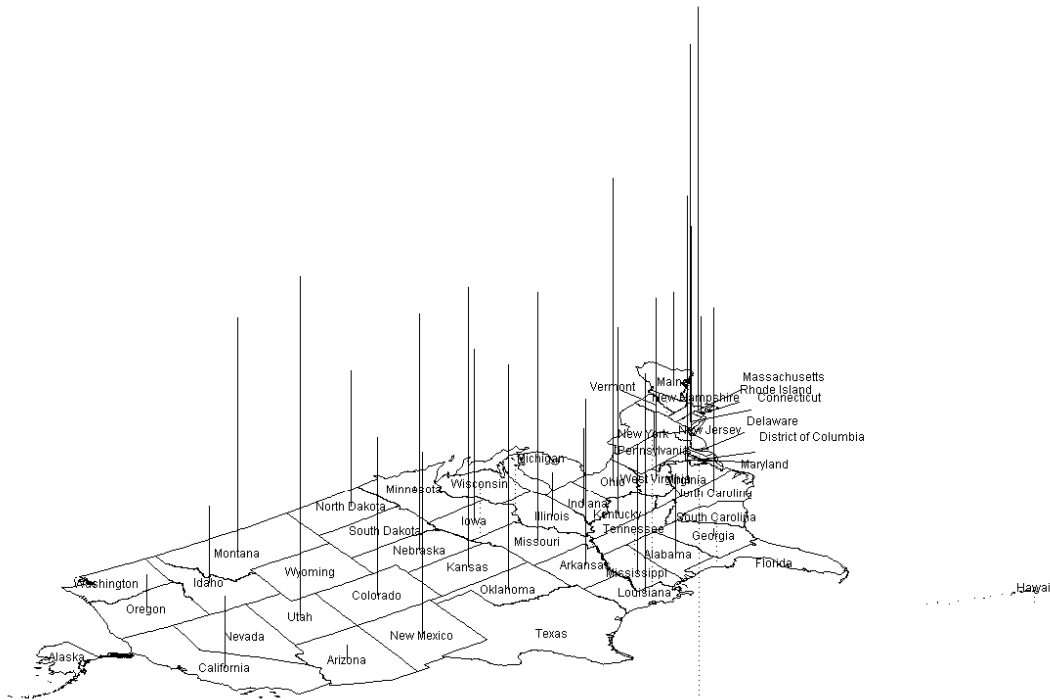 Massachusetts
Maine
Rhode Island
Vermont
New Hampshire
Connecticut
Delaware
New York
New Jersey
District of Columbia
Pennsylvania
Michigan
Maryland
Ohio
West Virginia
Virginia
Wisconsin
Minnesota
North Carolina
Indiana
North Dakota
Illinois
Kentucky
South Carolina
Iowa
Tennessee
South Dakota
Georgia
Missouri
Nebraska
Montana
Alabama
Florida
Kansas
Arkansas
Wyoming
Mississippi
Washington
Idaho
Oklahoma
Hawai
Louisiana
Colorado
Oregon
Utah
Texas
Nevada
New Mexico
Alaska
Arizona
California